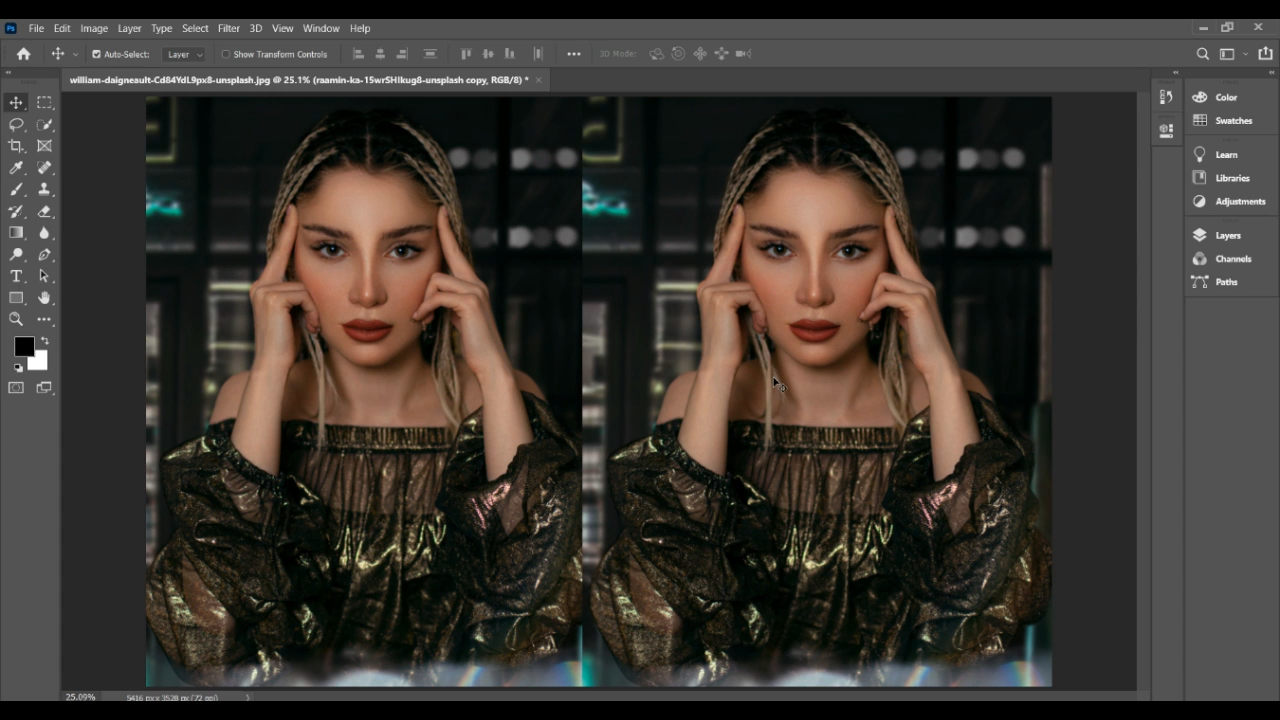 Ps File Edit Image Layer Type Select Filter 3D View Window Help
Auto-Select: Layer Show Transform Controls 3D Mode:
william-daigneault-Cd84YdL9px8-unsplash.jpg @ 25.1% (raamin-ka-15wrSHIkug8-unsplash copy, RGB/8) *
Color
Swatches
Learn
Libraries
Adjustments
Layers
Channels
Paths
25.09% 5416 px x 3528 px (72 ppi)